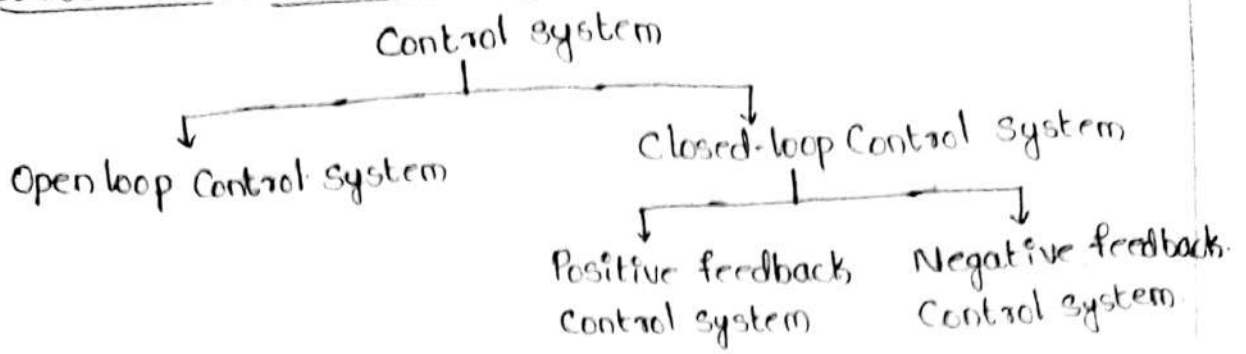 Control system
Open loop Control system
Closed-loop Control system
Positive feedback
control system
Negative feedback.
Control system